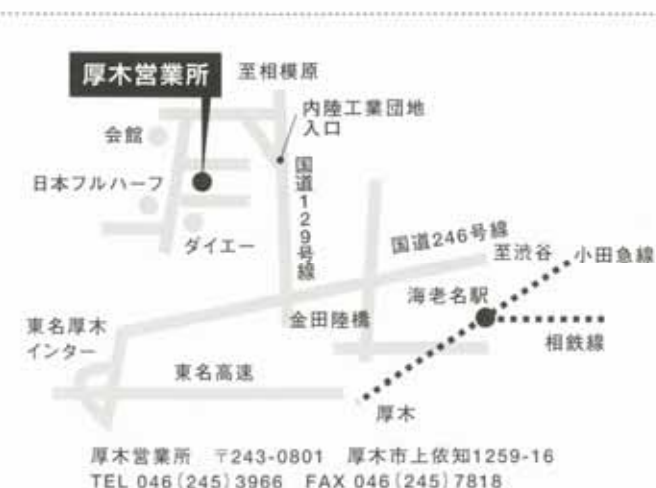 厚木営業所
至相模原
内陸工業団地
入口
会館
国道129号線
日本フルハーフ
ダイエー
国道246号線
至渋谷
小田急線
海老名駅
金田陸橋
東名厚木
インター
相鉄線
東名高速
厚木
厚木営業所 〒243-0801 厚木市上依知1259-16
TEL 046(245)3966 FAX 046(245)7818